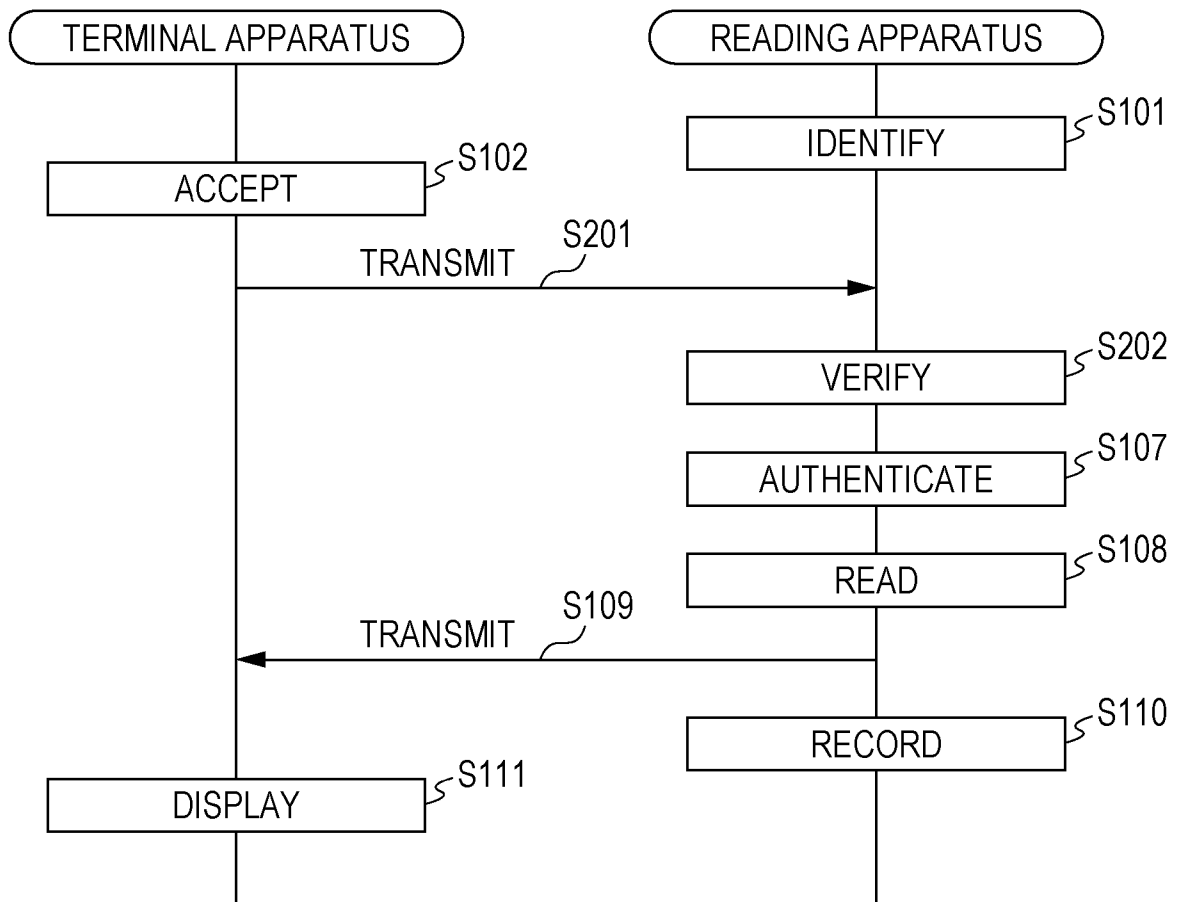 TERMINAL APPARATUS
READING APPARATUS
S101
IDENTIFY
S102
ACCEPT
S201
TRANSMIT
S202
VERIFY
S107
AUTHENTICATE
S108
READ
S109
TRANSMIT
S110
RECORD
S111
DISPLAY